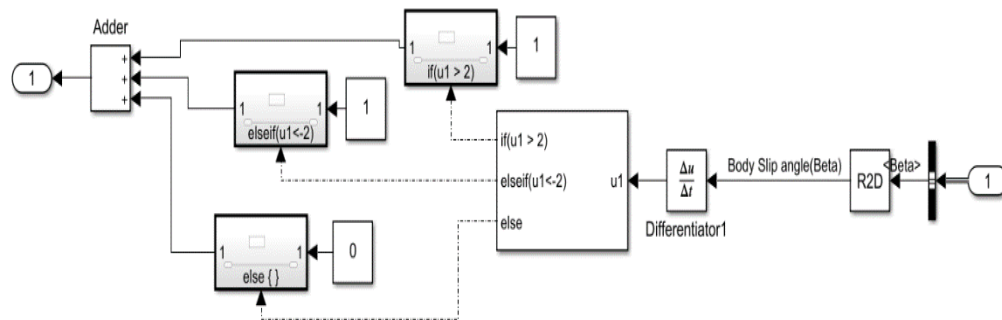 Adder
1
+
+
+
1
1
if(u1 > 2)
1
1
1
elseif(u1<-2)
1
1
1
else { }
0
if(u1 > 2)
elseif(u1<-2)
else
u1
Δu
Δt
Differentiator1
Body Slip angle(Beta)
R2D
<Beta>
1